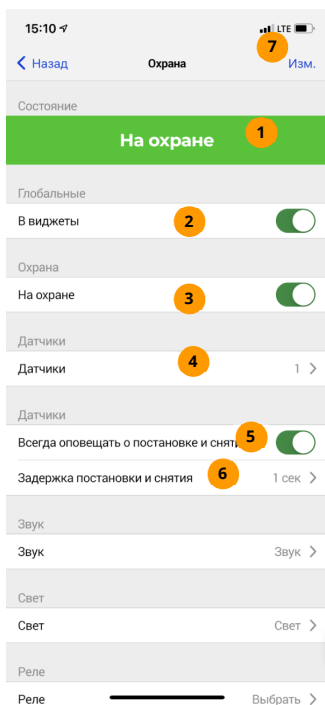 15:10 LTE
7
Назад Охрана Изм.
Состояние
На охране 1
Глобальные
В виджеты 2
Охрана
На охране 3
Датчики
Датчики 4 1
Датчики
Всегда оповещать о постановке и сняти 5
Задержка постановки и снятия 6 1 сек
Звук
Звук Звук
Свет
Свет Свет
Реле
Реле Выбрать